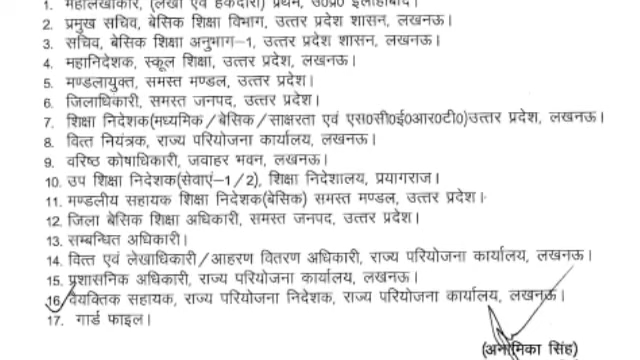 1. महालेखाकार, (लेखा एवं हकदारी) प्रथम, उ०प्र० इलाहाबाद।
2. प्रमुख सचिव, बेसिक शिक्षा विभाग, उत्तर प्रदेश शासन, लखनऊ।
3. सचिव, बेसिक शिक्षा अनुभाग-1, उत्तर प्रदेश शासन, लखनऊ।
4. महानिदेशक, स्कूल शिक्षा, उत्तर प्रदेश, लखनऊ।
5. मण्डलायुक्त, समस्त मण्डल, उत्तर प्रदेश।
6. जिलाधिकारी, समस्त जनपद, उत्तर प्रदेश।
7. शिक्षा निदेशक(माध्यमिक/बेसिक/साक्षरता एवं एस०सी०ई०आर०टी०)उत्तर प्रदेश, लखनऊ।
8. वित्त नियंत्रक, राज्य परियोजना कार्यालय, लखनऊ।
9. वरिष्ठ कोषाधिकारी, जवाहर भवन, लखनऊ।
10. उप शिक्षा निदेशक(सेवाएं-1/2), शिक्षा निदेशालय, प्रयागराज।
11. मण्डलीय सहायक शिक्षा निदेशक(बेसिक) समस्त मण्डल, उत्तर प्रदेश।
12. जिला बेसिक शिक्षा अधिकारी, समस्त जनपद, उत्तर प्रदेश।
13. सम्बन्धित अधिकारी।
14. वित्त एवं लेखाधिकारी/आहरण वितरण अधिकारी, राज्य परियोजना कार्यालय, लखनऊ।
15. प्रशासनिक अधिकारी, राज्य परियोजना कार्यालय, लखनऊ।
16. वैयक्तिक सहायक, राज्य परियोजना निदेशक, राज्य परियोजना कार्यालय, लखनऊ।
17. गार्ड फाइल।
(अनामिका सिंह)